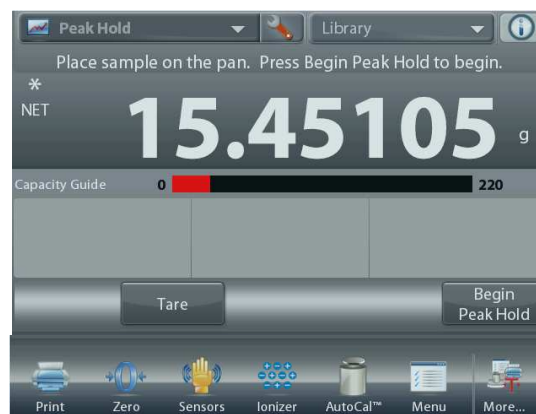 Peak Hold Library
Place sample on the pan. Press Begin Peak Hold to begin.
*
NET 15.45105 g
Capacity Guide 0 220
Tare Begin
Peak Hold
Print Zero Sensors Ionizer AutoCal™ Menu More...